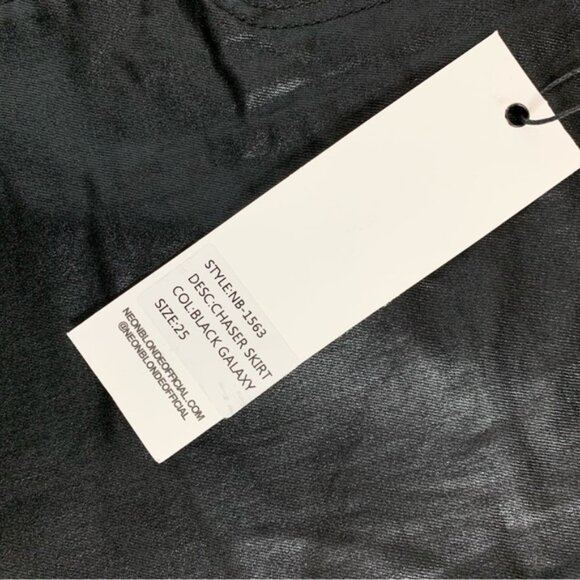 STYLE:NB-1563
DESC:CHASER SKIRT
COL:BLACK GALAXY
SIZE:25
NEONBLONDEOFFICIAL.COM
@NEONBLONDEOFFICIAL